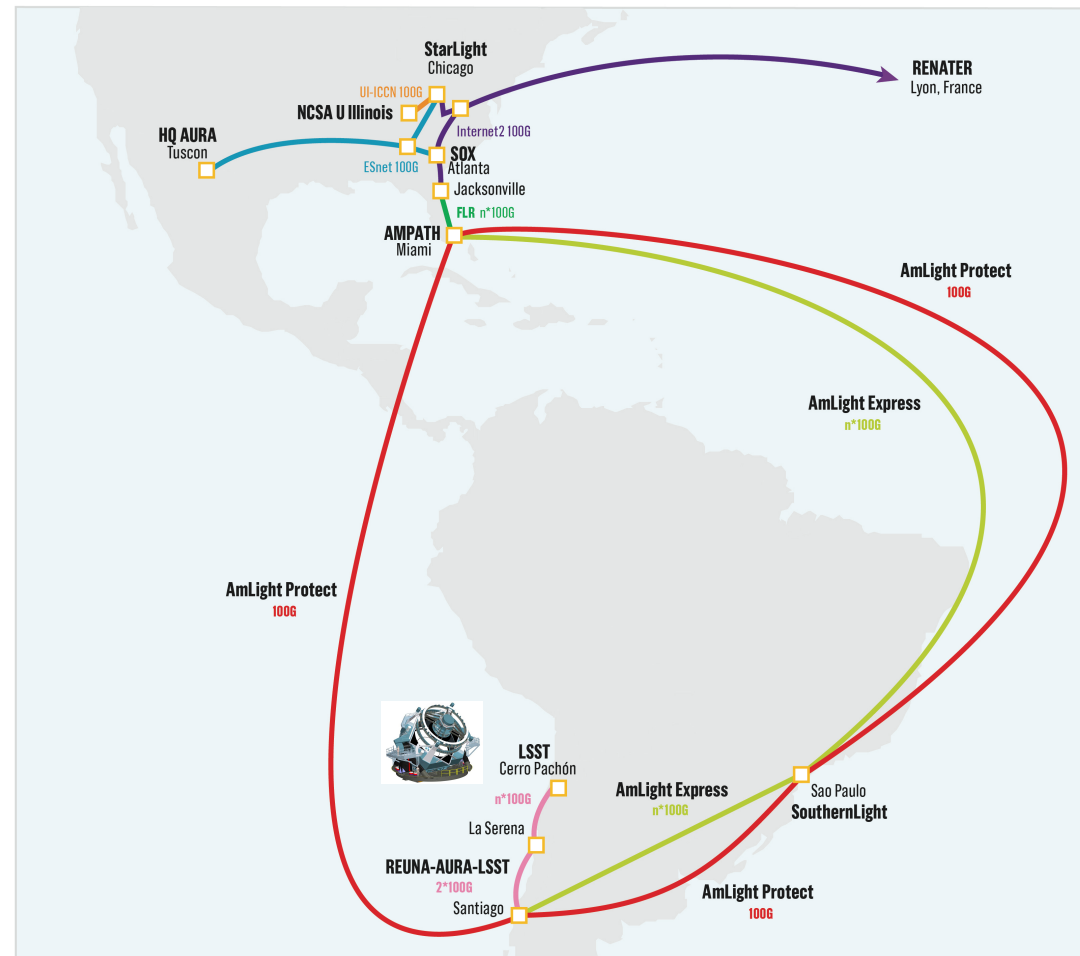 StarLight
Chicago
RENATER
Lyon, France
UI-ICCN 100G
NCSA U Illinois
Internet2 100G
HQ AURA
Tuscon
SOX
Atlanta
ESnet 100G
Jacksonville
FLR n*100G
AMPATH
Miami
AmLight Protect
100G
AmLight Express
n*100G
AmLight Protect
100G
LSST
Cerro Pachón
n*100G
AmLight Express
n*100G
Sao Paulo
SouthernLight
La Serena
REUNA-AURA-LSST
2*100G
Santiago
AmLight Protect
100G